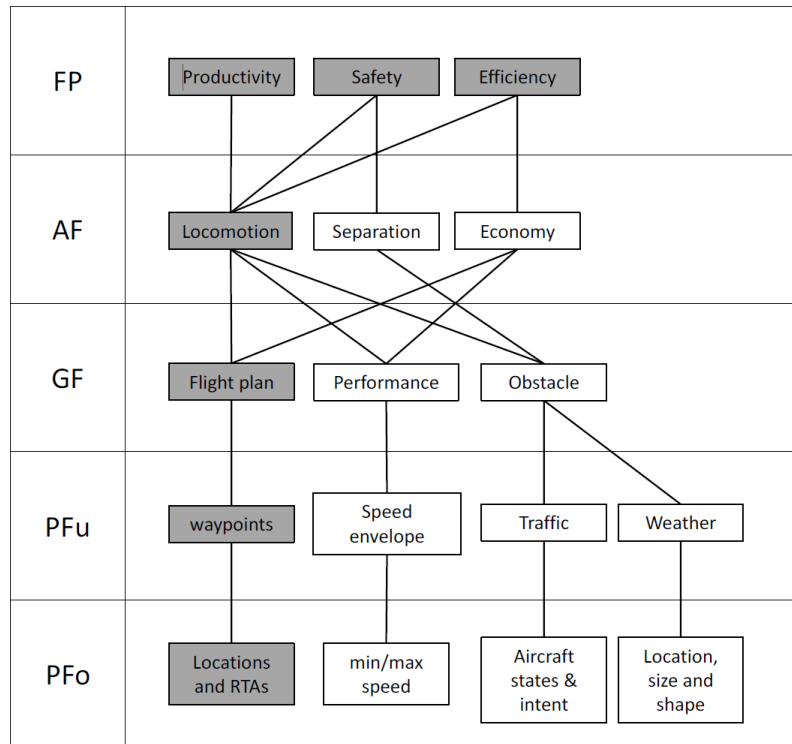 FP
Productivity
Safety
Efficiency
AF
Locomotion
Separation
Economy
GF
Flight plan
Performance
Obstacle
PFu
waypoints
Speed
envelope
Traffic
Weather
PFo
Locations
and RTAs
min/max
speed
Aircraft
states &
intent
Location,
size and
shape